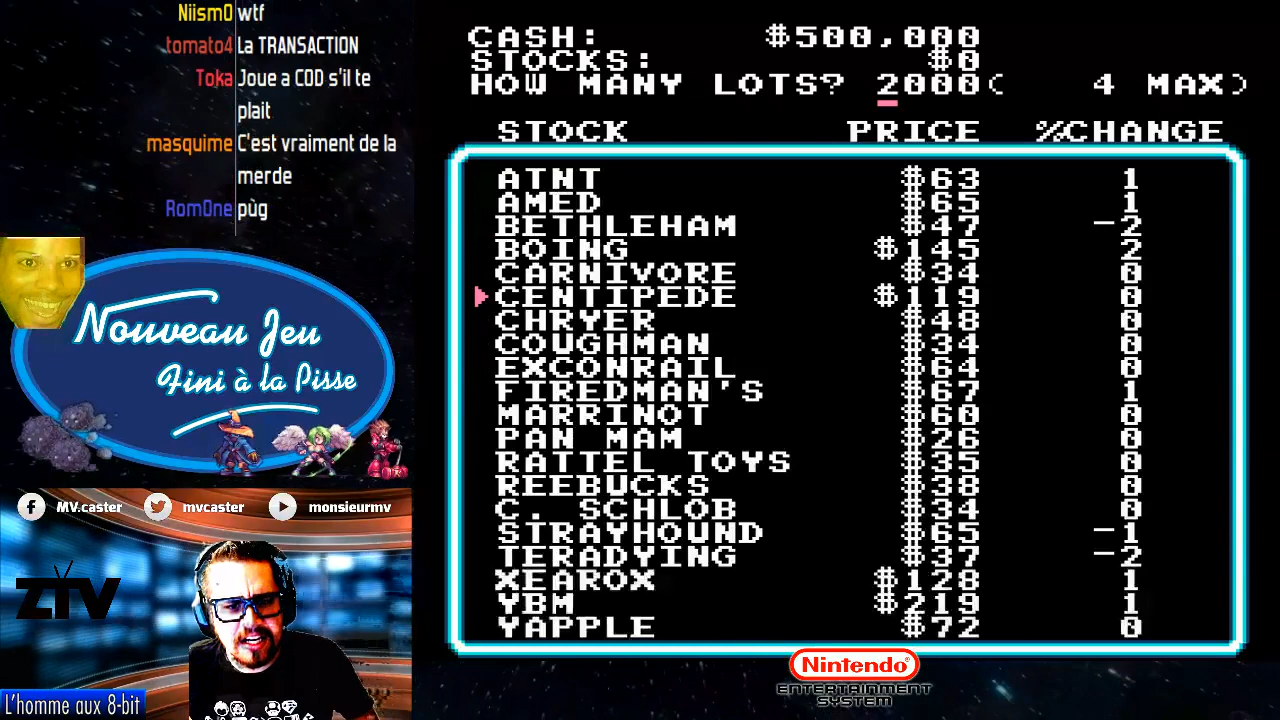 Niism0 wtf
tomato4 La TRANSACTION
Toka Joue a COD s'il te
plait
masquime C'est vraiment de la
merde
RomOne pùg
Nouveau Jeu
Fini à la Pisse
MV.caster mvcaster monsieurmv
ZTV
L'homme aux 8-bit
CASH: $500,000
STOCKS: $0
HOW MANY LOTS? 2000( 4 MAX)
STOCK PRICE %CHANGE
ATNT $63 1
AMED $65 1
BETHLEHAM $47 -2
BOING $145 2
CARNIVORE $34 0
CENTIPEDE $119 0
CHRYER $48 0
COUGHMAN $34 0
EXCONRAIL $64 0
FIREDMAN'S $67 1
MARRINOT $60 0
PAN MAM $26 0
RATTEL TOYS $35 0
REEBUCKS $38 0
C. SCHLOB $34 0
STRAYHOUND $65 -1
TERADYING $37 -2
XEAROX $128 1
YBM $219 1
YAPPLE $72 0
Nintendo®
ENTERTAINMENT
SYSTEM